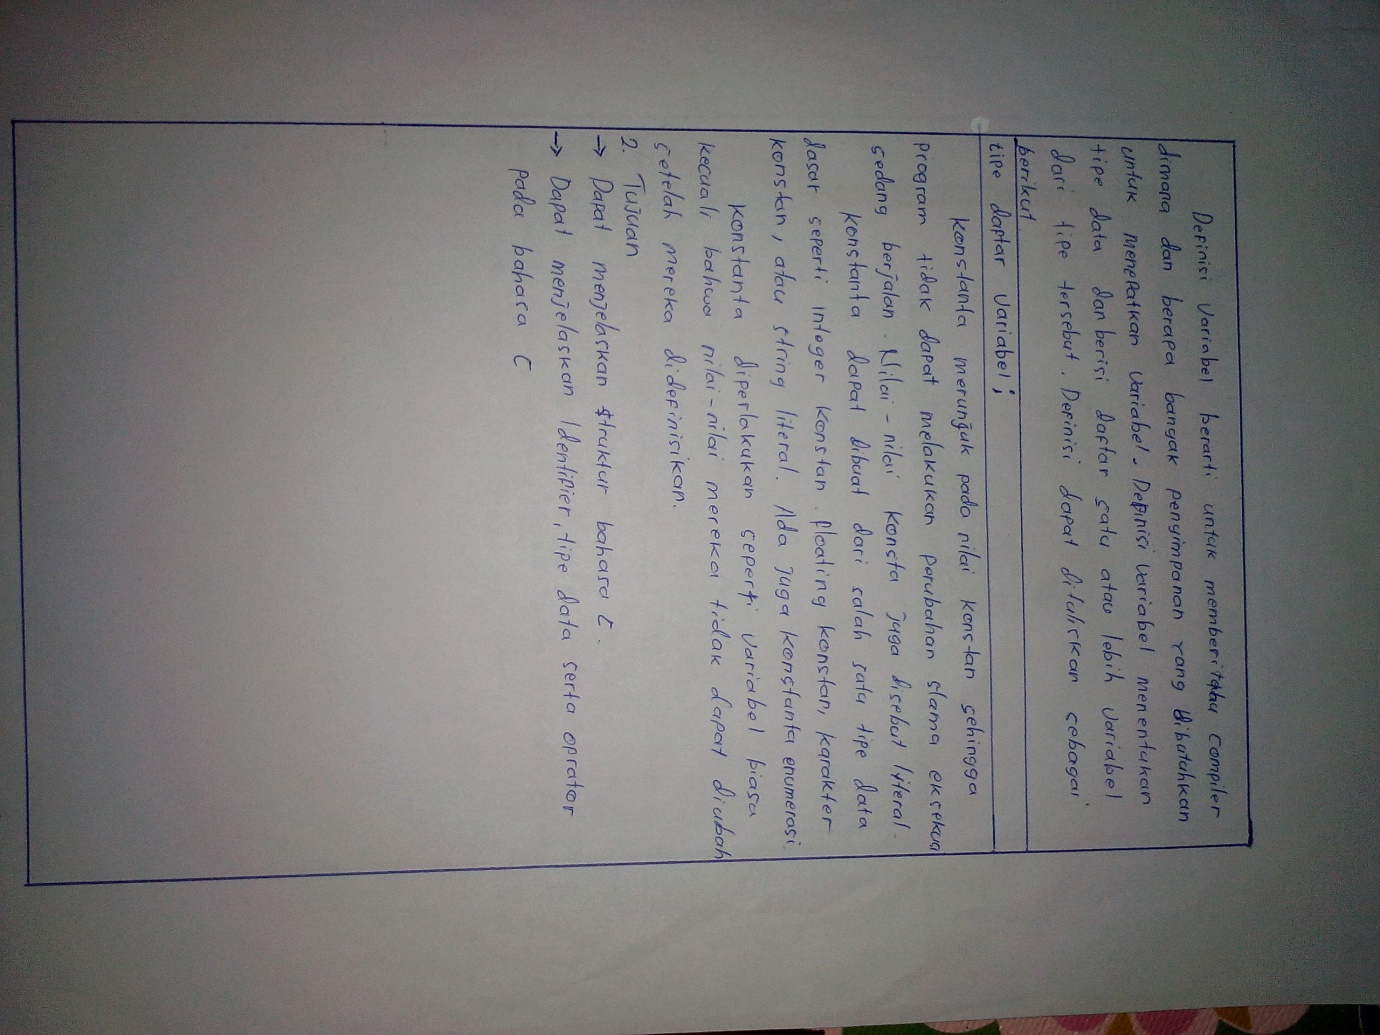 Definisi Variabel berarti untuk memberitahu compiler
dimana dan berapa bangak penyimpanan yang dibutuhkan
untuk menepatkan variabel. Definisi variabel menentukan
tipe data dan berisi daftar satu atau lebih variabel
dari tipe tersebut. Definisi dapat dituliskan sebagai
berikut
tipe daftar variabel;
konstanta merunjuk pada nilai konstan sehingga
program tidak dapat melakukan perubahan slama eksekusi
sedang berjalan. Nilai-nilai konsta juga disebut literal.
konstanta dapat dibuat dari salah satu tipe data
dasar seperti integer konstan. floating konstan, karakter
konstan, atau string literal. Ada juga konstanta enumerasi
konstanta diperlakukan seperti variabel biasa
kecuali bahwa nilai-nilai mereka tidak dapat diubah
setelah mereka didefinisikan.
2. Tujuan
→ Dapat menjelaskan struktur bahasa C.
→ Dapat menjelaskan Identifier, tipe data serta oprator
pada bahasa C